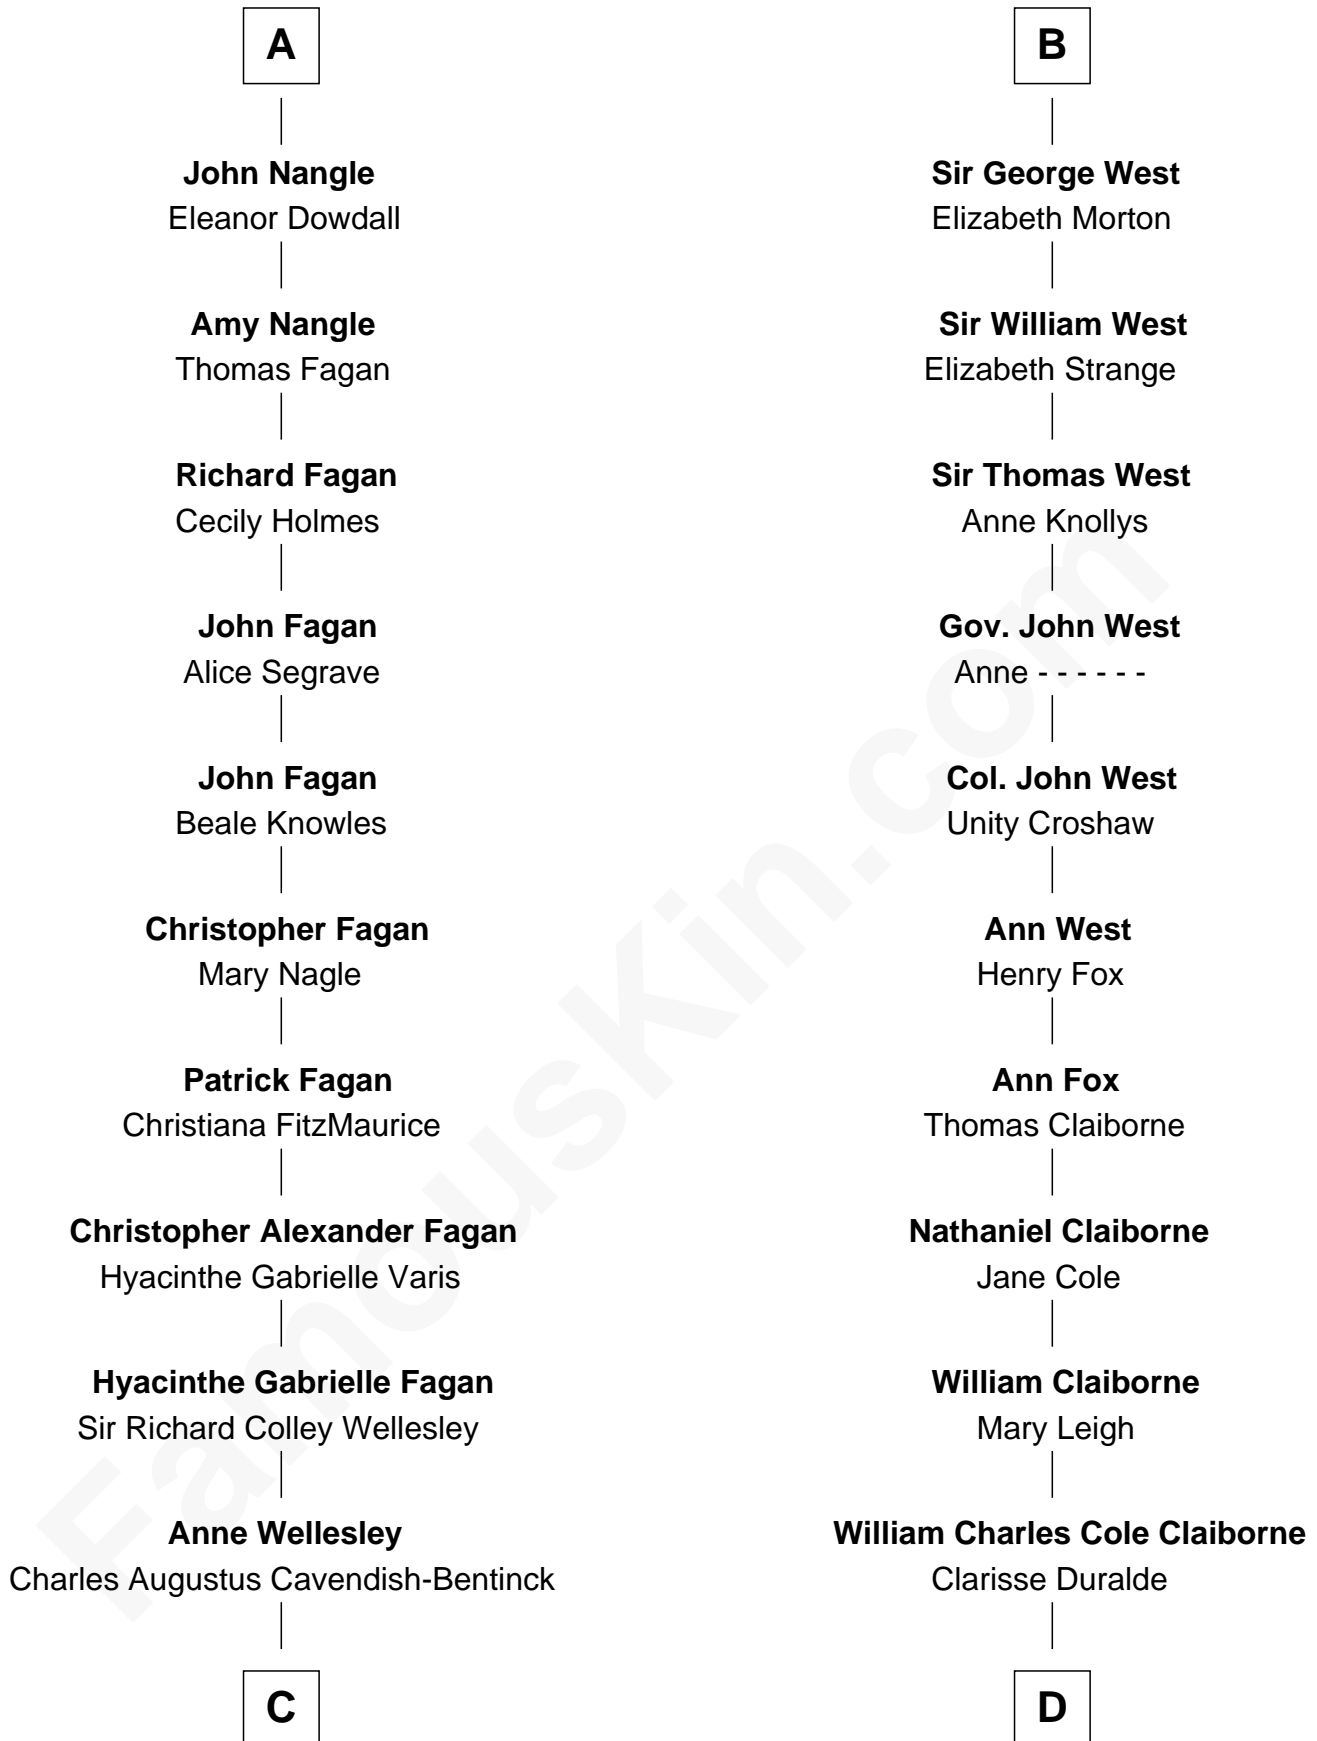 A
John Nangle
Eleanor Dowdall
Amy Nangle
Thomas Fagan
Richard Fagan
Cecily Holmes
John Fagan
Alice Segrave
John Fagan
Beale Knowles
Christopher Fagan
Mary Nagle
Patrick Fagan
Christiana FitzMaurice
Christopher Alexander Fagan
Hyacinthe Gabrielle Varis
Hyacinthe Gabrielle Fagan
Sir Richard Colley Wellesley
Anne Wellesley
Charles Augustus Cavendish-Bentinck
C
B
Sir George West
Elizabeth Morton
Sir William West
Elizabeth Strange
Sir Thomas West
Anne Knollys
Gov. John West
Anne - - - - - -
Col. John West
Unity Croshaw
Ann West
Henry Fox
Ann Fox
Thomas Claiborne
Nathaniel Claiborne
Jane Cole
William Claiborne
Mary Leigh
William Charles Cole Claiborne
Clarisse Duralde
D
FamousKin.com